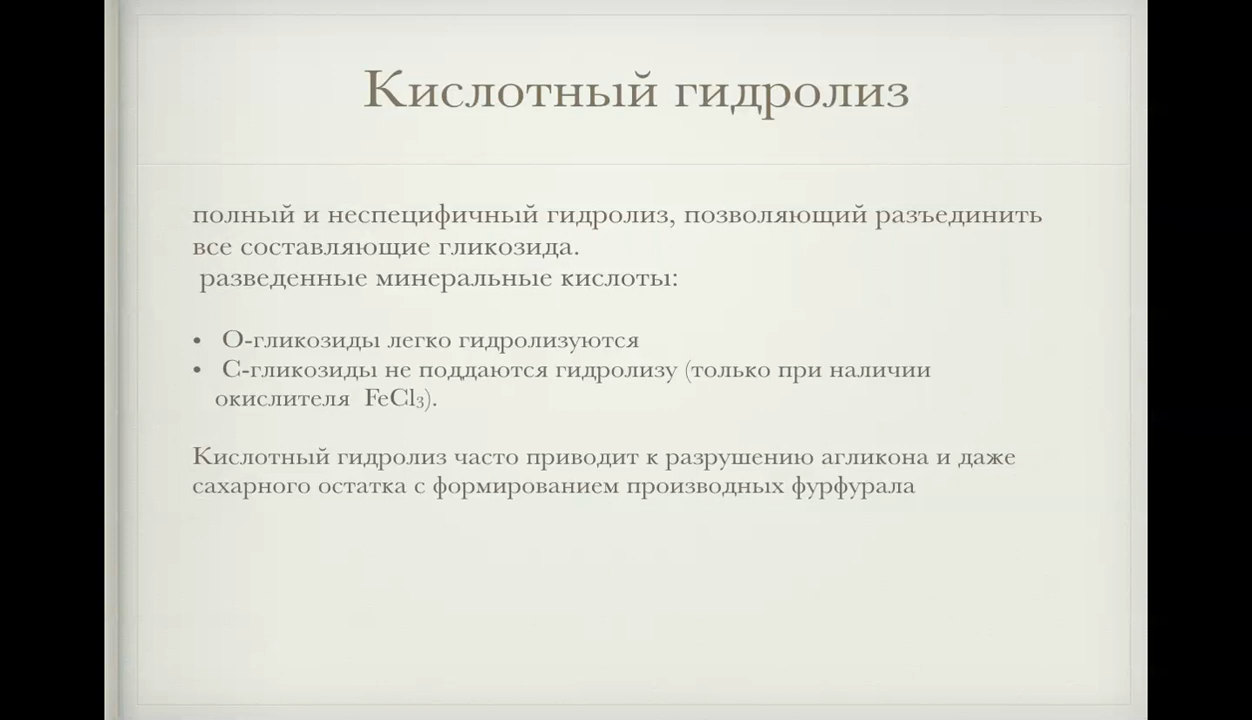 Кислотный гидролиз
полный и неспецифичный гидролиз, позволяющий разъединить
все составляющие гликозида.
разведенные минеральные кислоты:
• О-гликозиды легко гидролизуются
• С-гликозиды не поддаются гидролизу (только при наличии
окислителя FeCl₃).
Кислотный гидролиз часто приводит к разрушению агликона и даже
сахарного остатка с формированием производных фурфурала